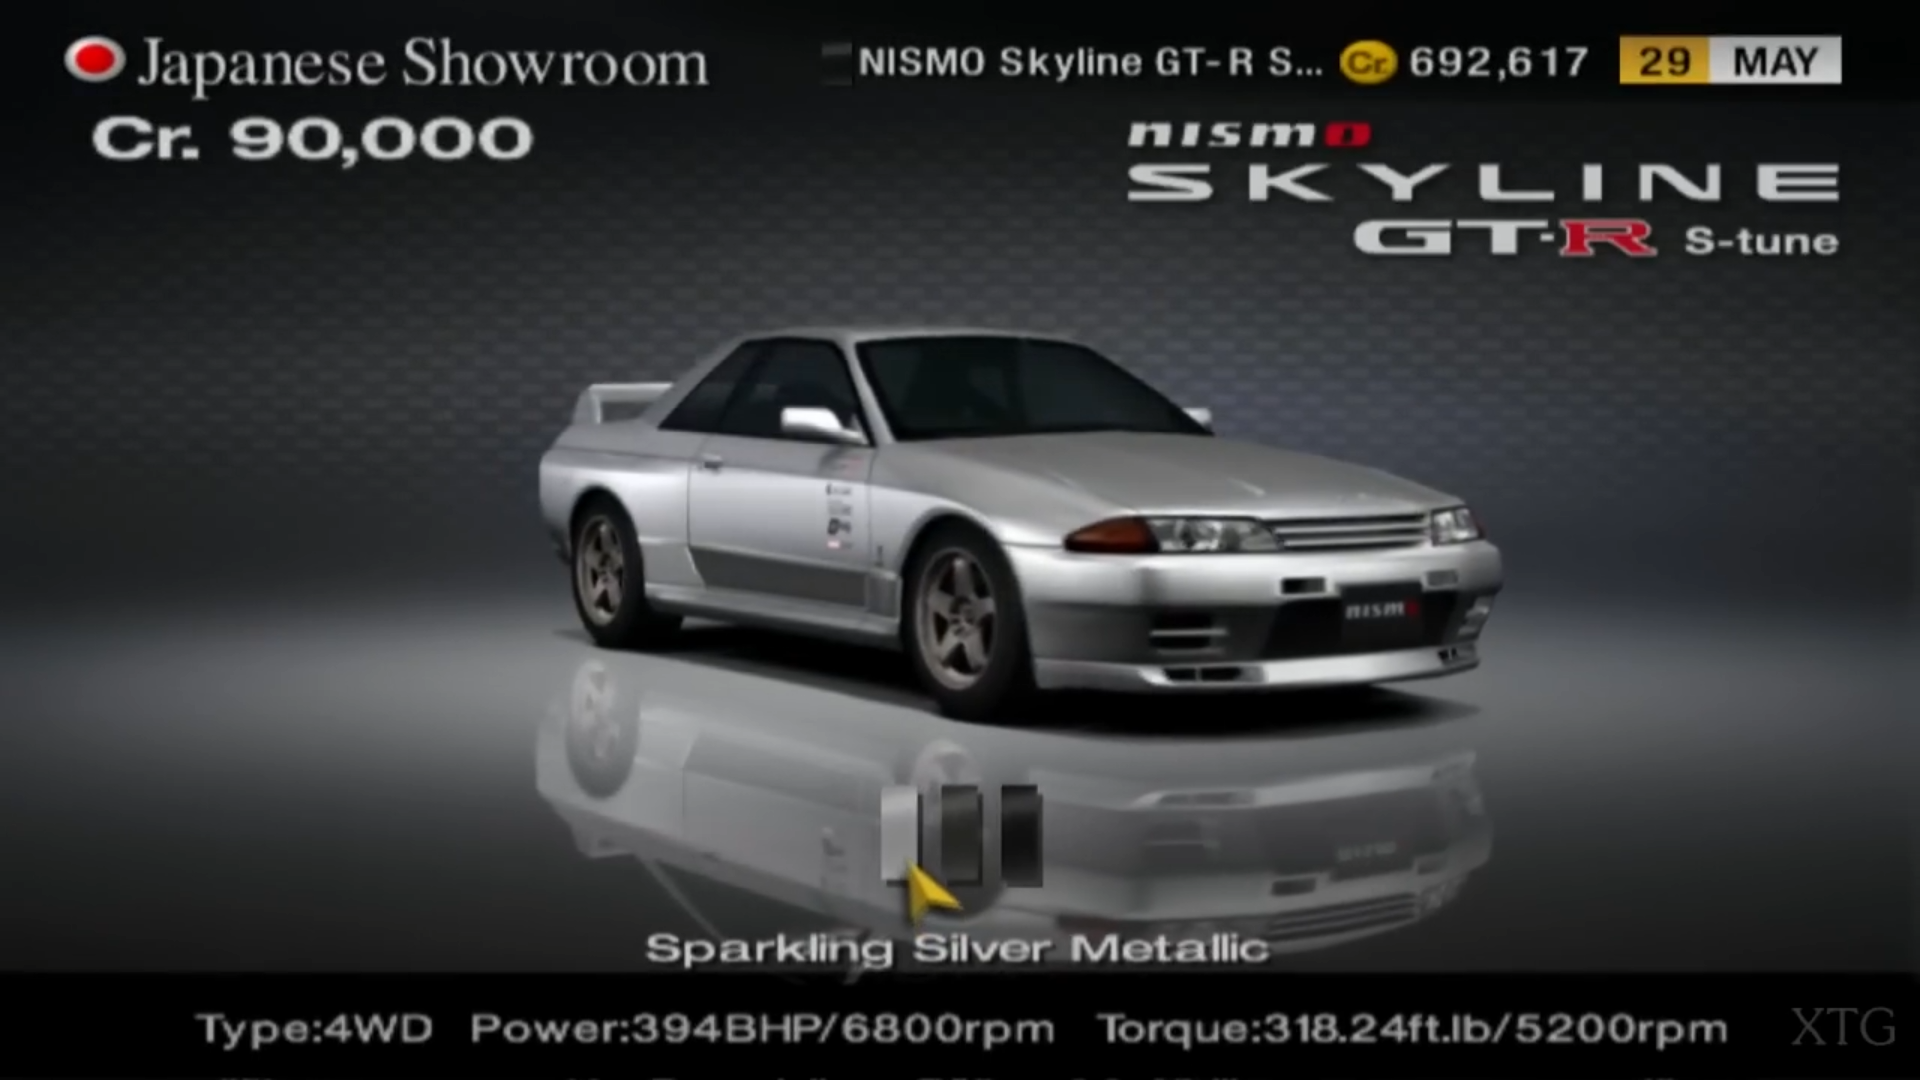 Japanese Showroom
NISMO Skyline GT-R S... Cr 692,617 29 MAY
Cr. 90,000
nismo
SKYLINE
GT-R S-tune
nismo
Sparkling Silver Metallic
Type:4WD Power:394BHP/6800rpm Torque:318.24ft.lb/5200rpm
XTG